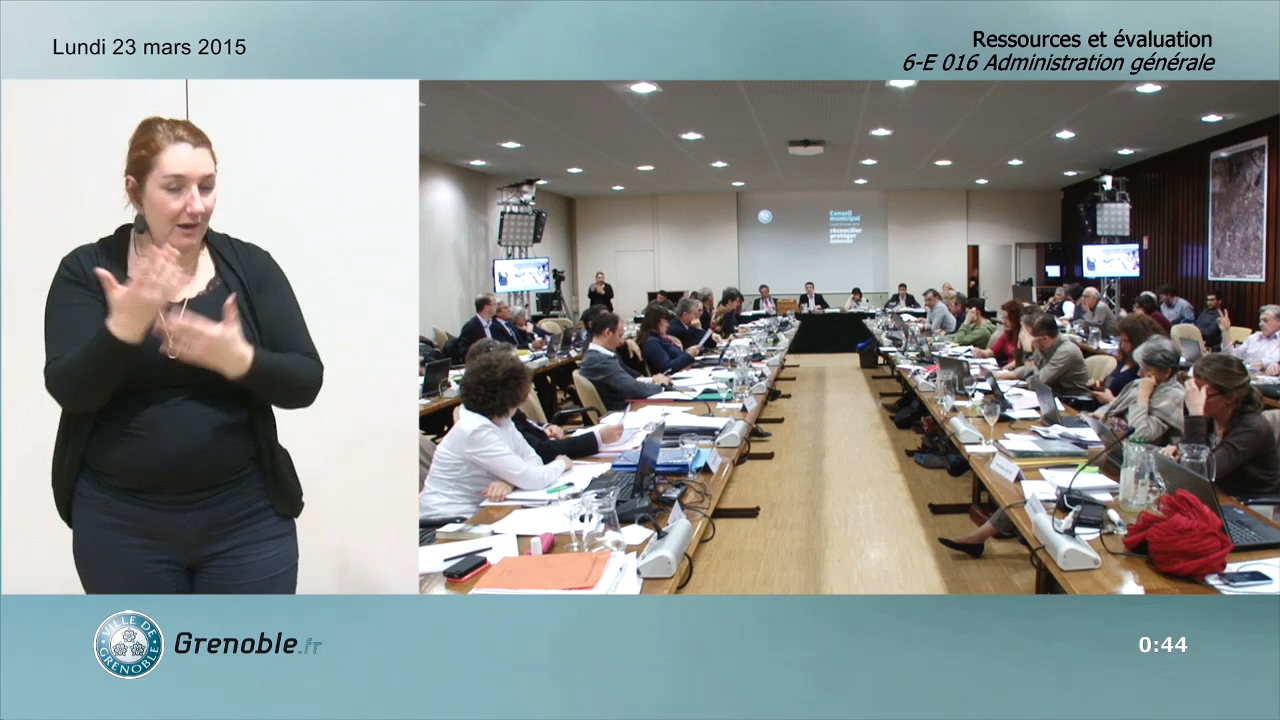 Lundi 23 mars 2015
Ressources et évaluation
6-E 016 Administration générale
Conseil
municipal
réconcilier
protéger
innover
VILLE DE GRENOBLE
Grenoble.fr
0:44